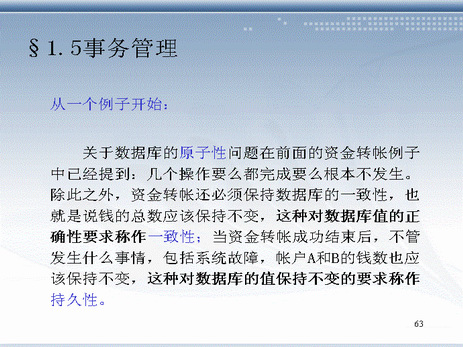 §1.5事务管理
从一个例子开始：
关于数据库的原子性问题在前面的资金转帐例子
中已经提到：几个操作要么都完成要么根本不发生。
除此之外，资金转帐还必须保持数据库的一致性，也
就是说钱的总数应该保持不变，这种对数据库值的正
确性要求称作一致性；当资金转帐成功结束后，不管
发生什么事情，包括系统故障，帐户A和B的钱数也应
该保持不变，这种对数据库的值保持不变的要求称作
持久性。
63